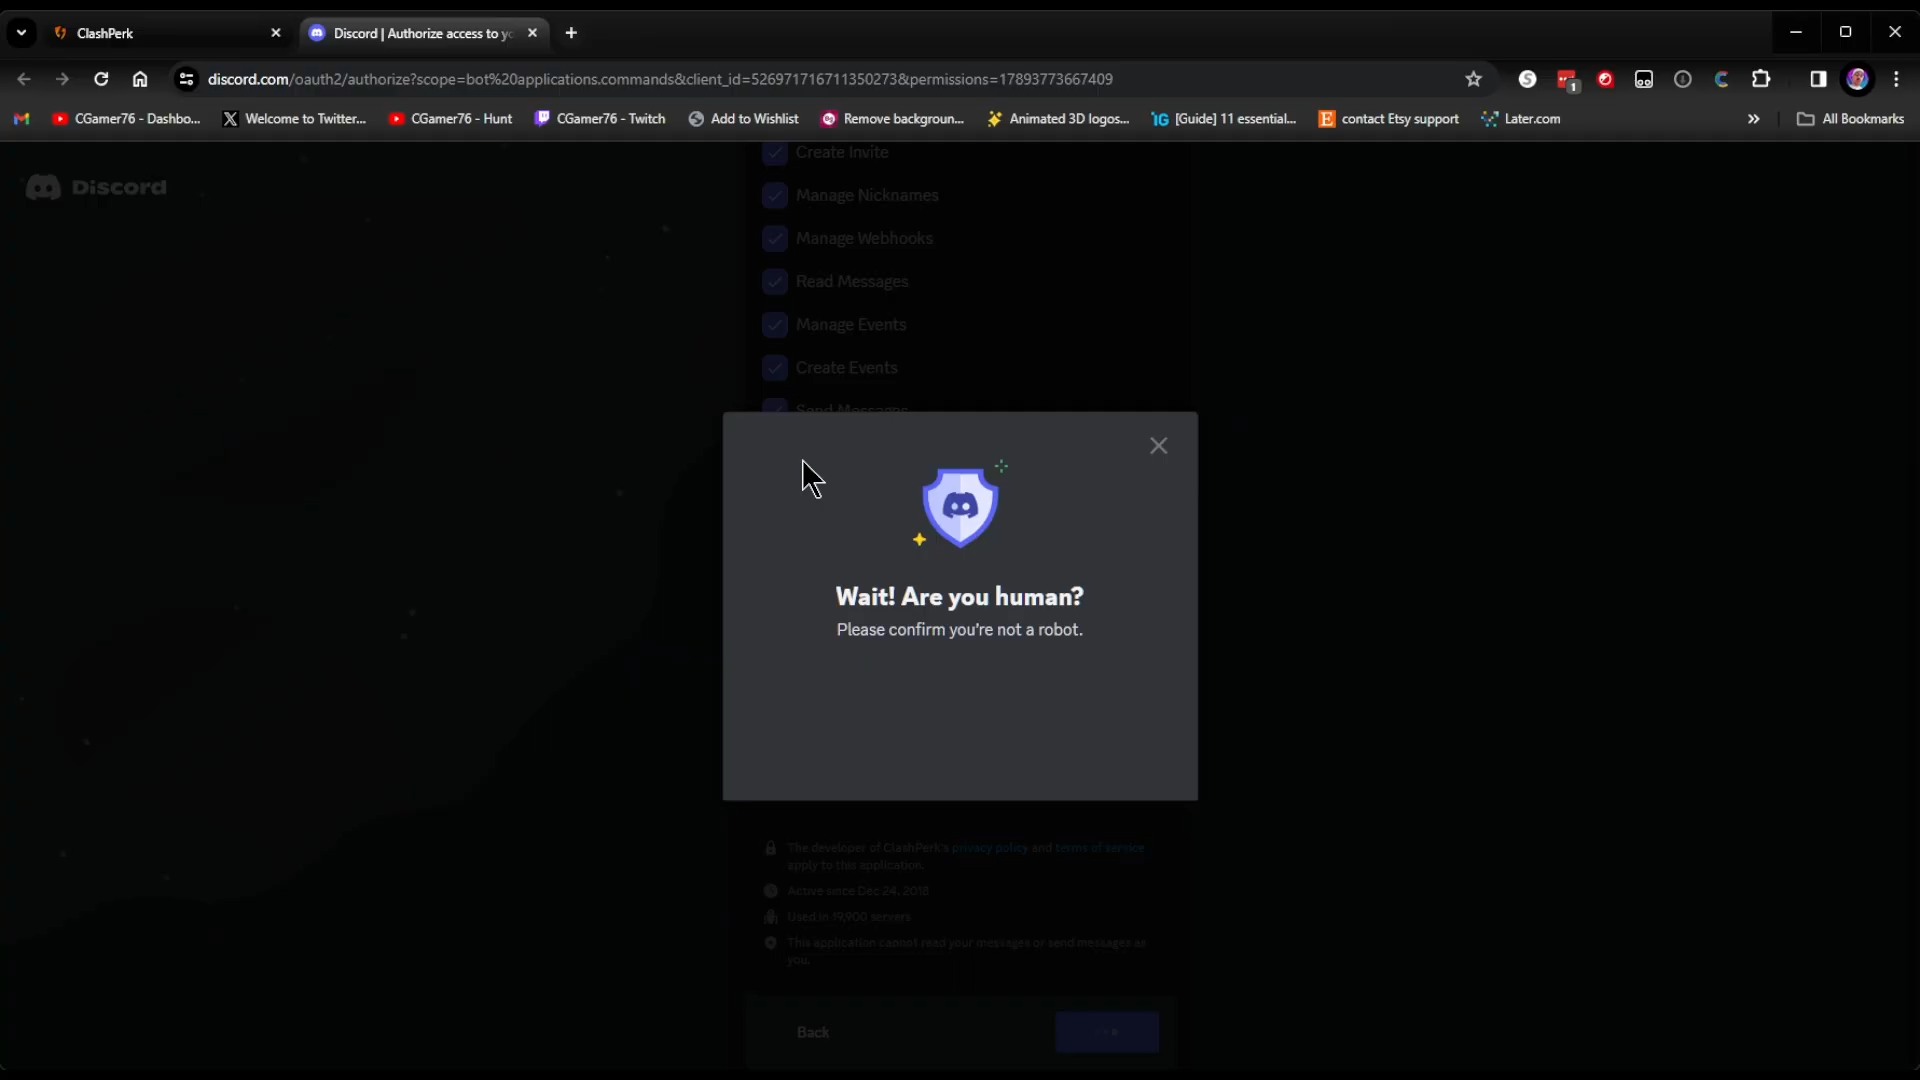 ClashPerk
Discord | Authorize access to yo
discord.com/oauth2/authorize?scope=bot%20applications.commands&client_id=526971716711350273&permissions=17893773667409
1
CGamer76 - Dashbo...
Welcome to Twitter...
CGamer76 - Hunt
CGamer76 - Twitch
Add to Wishlist
Remove backgroun...
Animated 3D logos...
[Guide] 11 essential...
contact Etsy support
Later.com
All Bookmarks
Discord
Create Invite
Manage Nicknames
Manage Webhooks
Read Messages
Manage Events
Create Events
Send Messages
Wait! Are you human?
Please confirm you're not a robot.
The developer of ClashPerk's privacy policy and terms of service
apply to this application.
Active since Dec 24, 2018
Used in 19,900 servers
This application cannot read your messages or send messages as
you.
Back